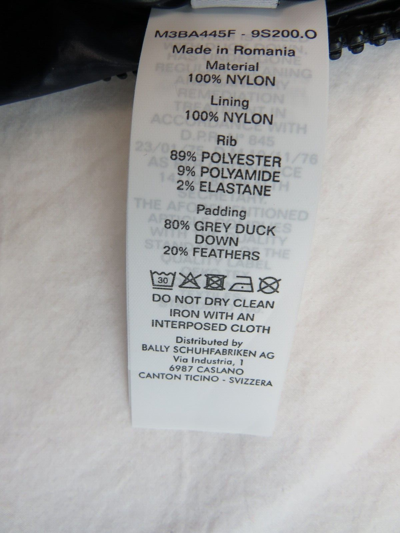 M3BA445F - 9S200.O
Made in Romania
Material
100% NYLON
Lining
100% NYLON
Rib
89% POLYESTER
9% POLYAMIDE
2% ELASTANE
Padding
80% GREY DUCK
DOWN
20% FEATHERS
30
DO NOT DRY CLEAN
IRON WITH AN
INTERPOSED CLOTH
Distributed by
BALLY SCHUHFABRIKEN AG
Via Industria, 1
6987 CASLANO
CANTON TICINO - SVIZZERA